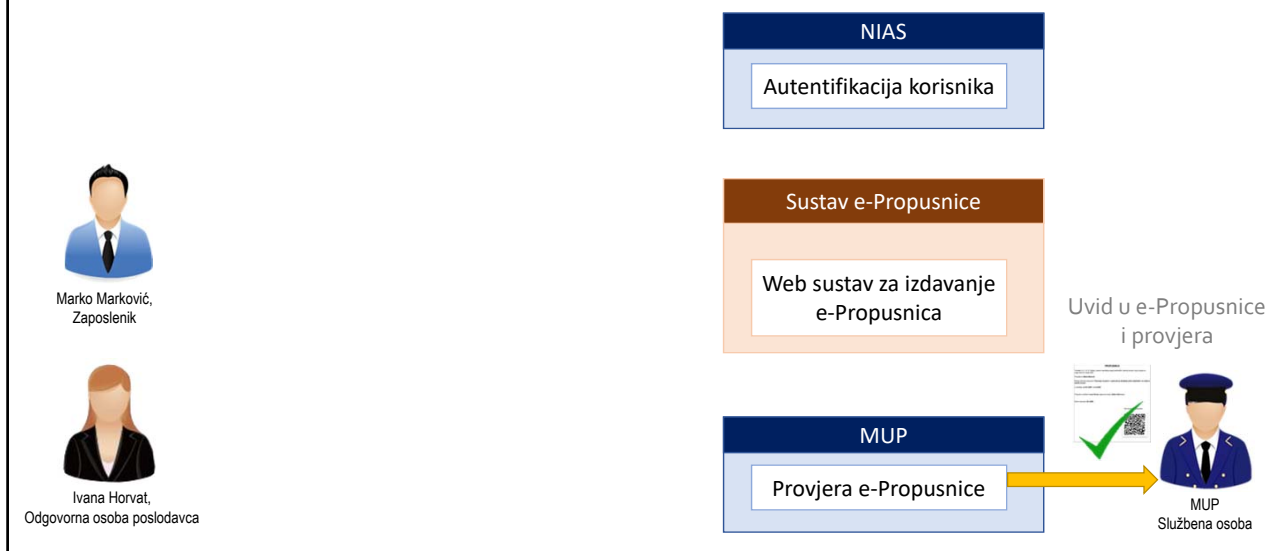 NIAS
Autentifikacija korisnika
Sustav e-Propusnice
Web sustav za izdavanje
e-Propusnica
Marko Marković,
Zaposlenik
Uvid u e-Propusnice
i provjera
MUP
Provjera e-Propusnice
Ivana Horvat,
Odgovorna osoba poslodavca
MUP
Službena osoba